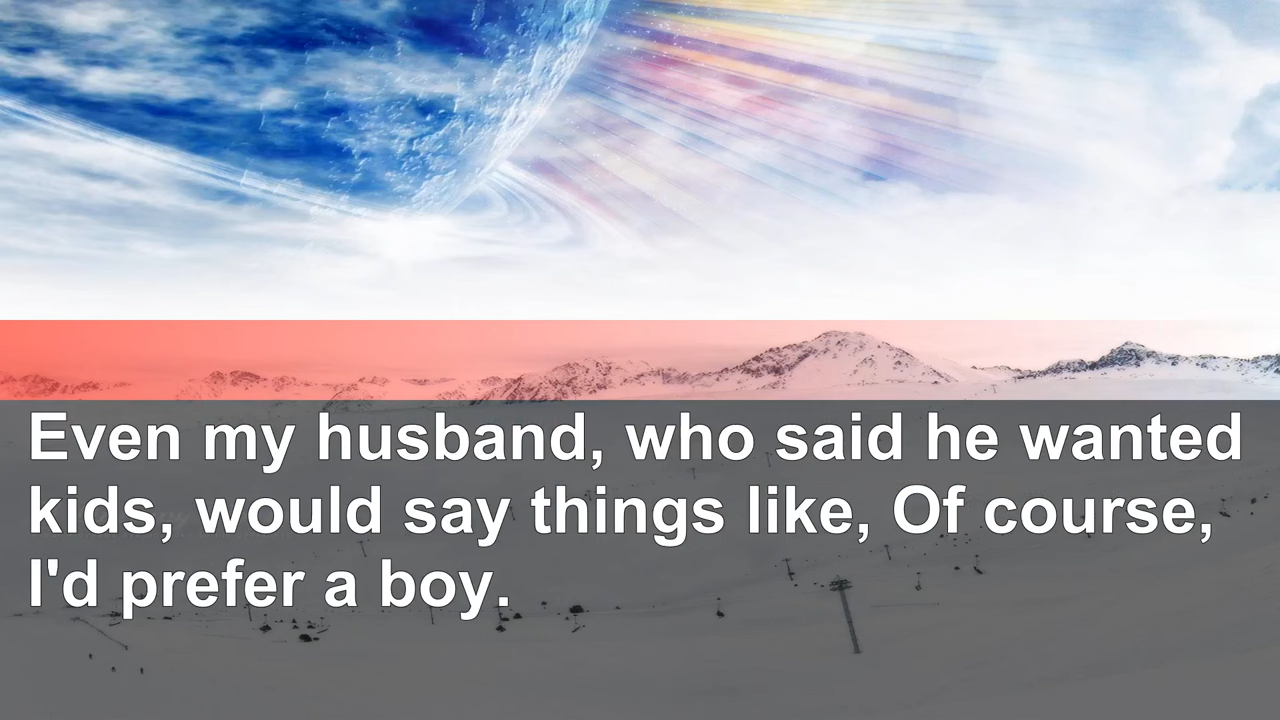 Even my husband, who said he wanted
kids, would say things like, Of course,
I'd prefer a boy.